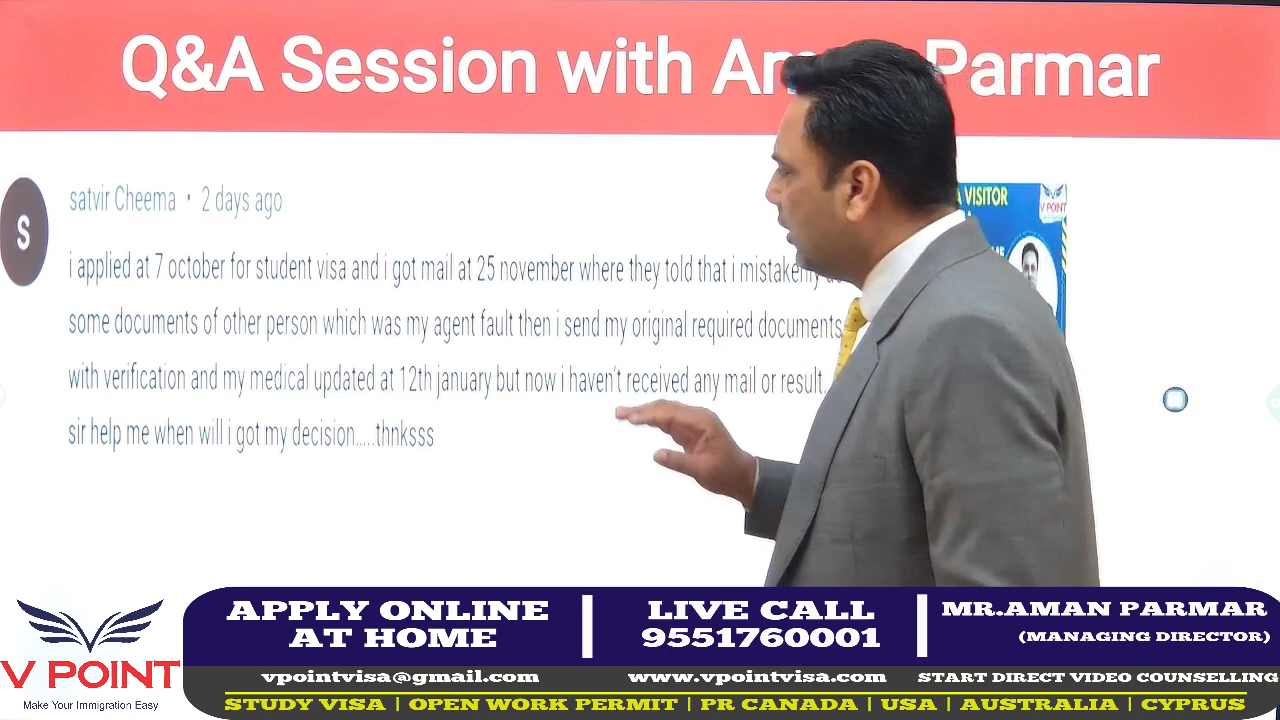 Q&A Session with Parmar
S
satvir Cheema • 2 days ago
i applied at 7 october for student visa and i got mail at 25 november where they told that i mistakenly
some documents of other person which was my agent fault then i send my original required documents
with verification and my medical updated at 12th january but now i haven't received any mail or result.
sir help me when will i got my decision.....thnksss
VISITOR
V POINT
V POINT
Make Your Immigration Easy
APPLY ONLINE
AT HOME
LIVE CALL
9551760001
MR.AMAN PARMAR
(MANAGING DIRECTOR)
vpointvisa@gmail.com www.vpointvisa.com START DIRECT VIDEO COUNSELLING
STUDY VISA | OPEN WORK PERMIT | PR CANADA | USA | AUSTRALIA | CYPRUS